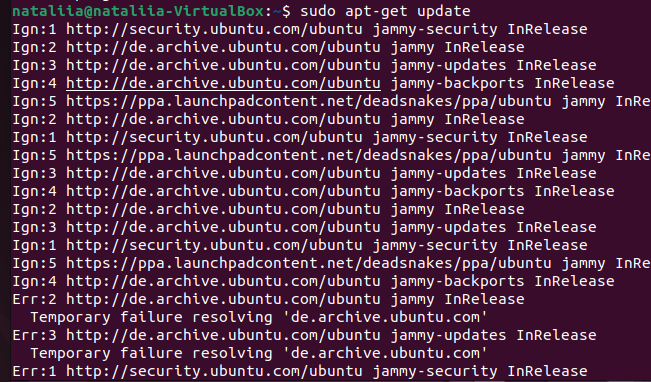 nataliia@nataliia-VirtualBox:~$ sudo apt-get update
Ign:1 http://security.ubuntu.com/ubuntu jammy-security InRelease
Ign:2 http://de.archive.ubuntu.com/ubuntu jammy InRelease
Ign:3 http://de.archive.ubuntu.com/ubuntu jammy-updates InRelease
Ign:4 http://de.archive.ubuntu.com/ubuntu jammy-backports InRelease
Ign:5 https://ppa.launchpadcontent.net/deadsnakes/ppa/ubuntu jammy InRe
Ign:2 http://de.archive.ubuntu.com/ubuntu jammy InRelease
Ign:1 http://security.ubuntu.com/ubuntu jammy-security InRelease
Ign:5 https://ppa.launchpadcontent.net/deadsnakes/ppa/ubuntu jammy InRe
Ign:3 http://de.archive.ubuntu.com/ubuntu jammy-updates InRelease
Ign:4 http://de.archive.ubuntu.com/ubuntu jammy-backports InRelease
Ign:2 http://de.archive.ubuntu.com/ubuntu jammy InRelease
Ign:3 http://de.archive.ubuntu.com/ubuntu jammy-updates InRelease
Ign:1 http://security.ubuntu.com/ubuntu jammy-security InRelease
Ign:5 https://ppa.launchpadcontent.net/deadsnakes/ppa/ubuntu jammy InRe
Ign:4 http://de.archive.ubuntu.com/ubuntu jammy-backports InRelease
Err:2 http://de.archive.ubuntu.com/ubuntu jammy InRelease
Temporary failure resolving 'de.archive.ubuntu.com'
Err:3 http://de.archive.ubuntu.com/ubuntu jammy-updates InRelease
Temporary failure resolving 'de.archive.ubuntu.com'
Err:1 http://security.ubuntu.com/ubuntu jammy-security InRelease